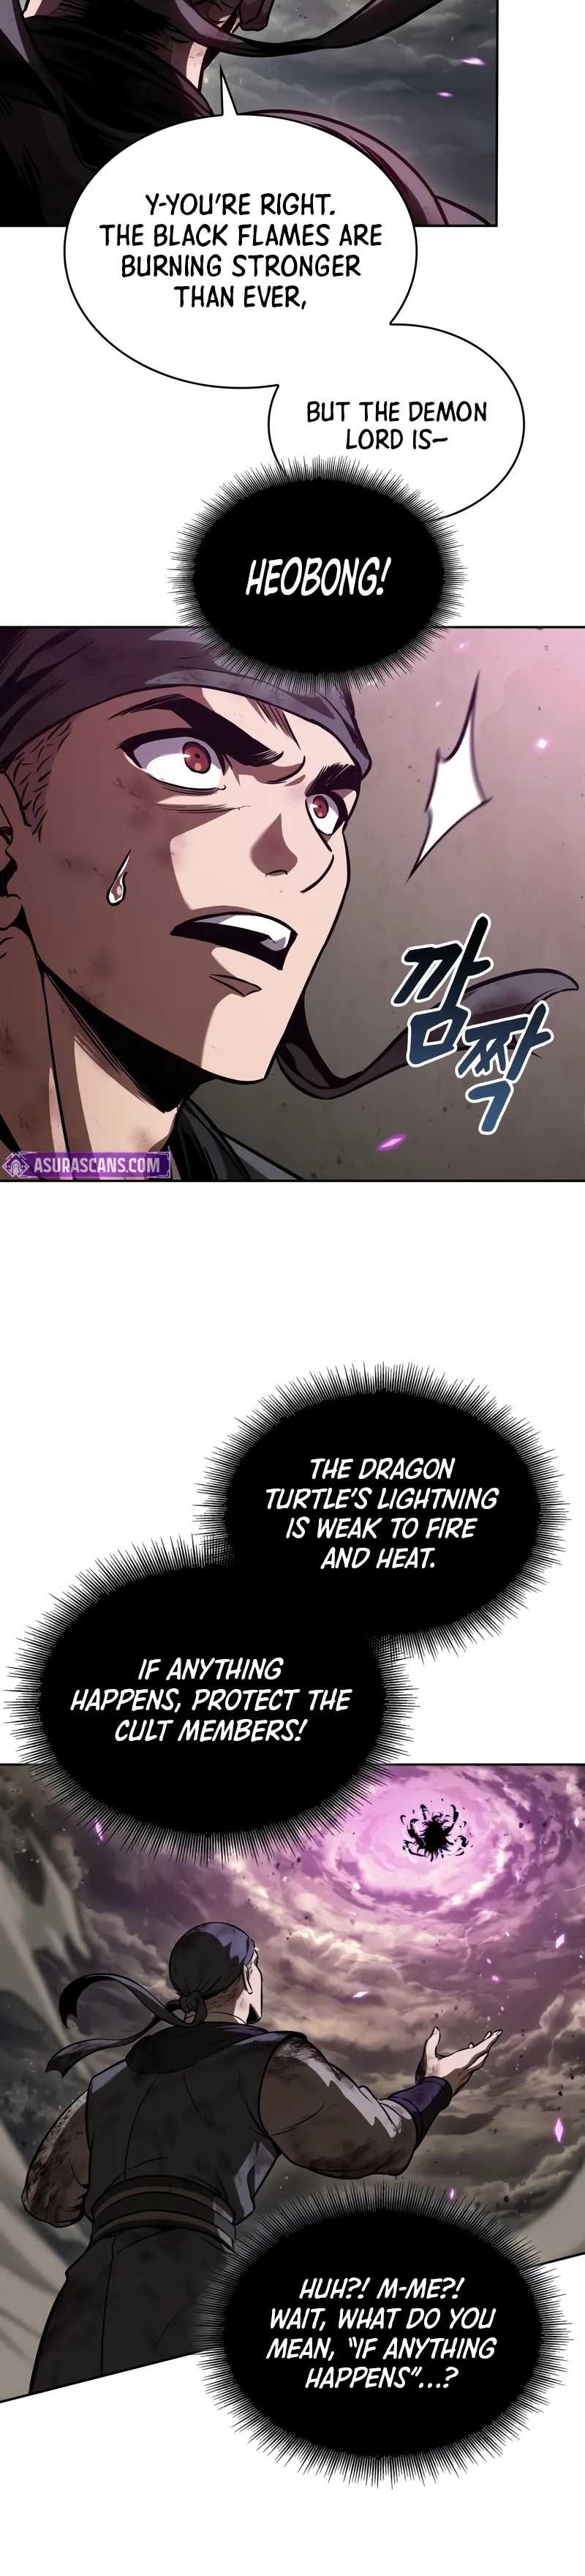 Y-YOU'RE RIGHT.
THE BLACK FLAMES ARE
BURNING STRONGER
THAN EVER,
BUT THE DEMON
LORD IS~
HEOBONG!
깜짝
ASURASCANS.COM
THE DRAGON
TURTLE'S LIGHTNING
IS WEAK TO FIRE
AND HEAT.
IF ANYTHING
HAPPENS, PROTECT THE
CULT MEMBERS!
HUH?! M-ME?!
WAIT, WHAT DO YOU
MEAN, "IF ANYTHING
HAPPENS"...?